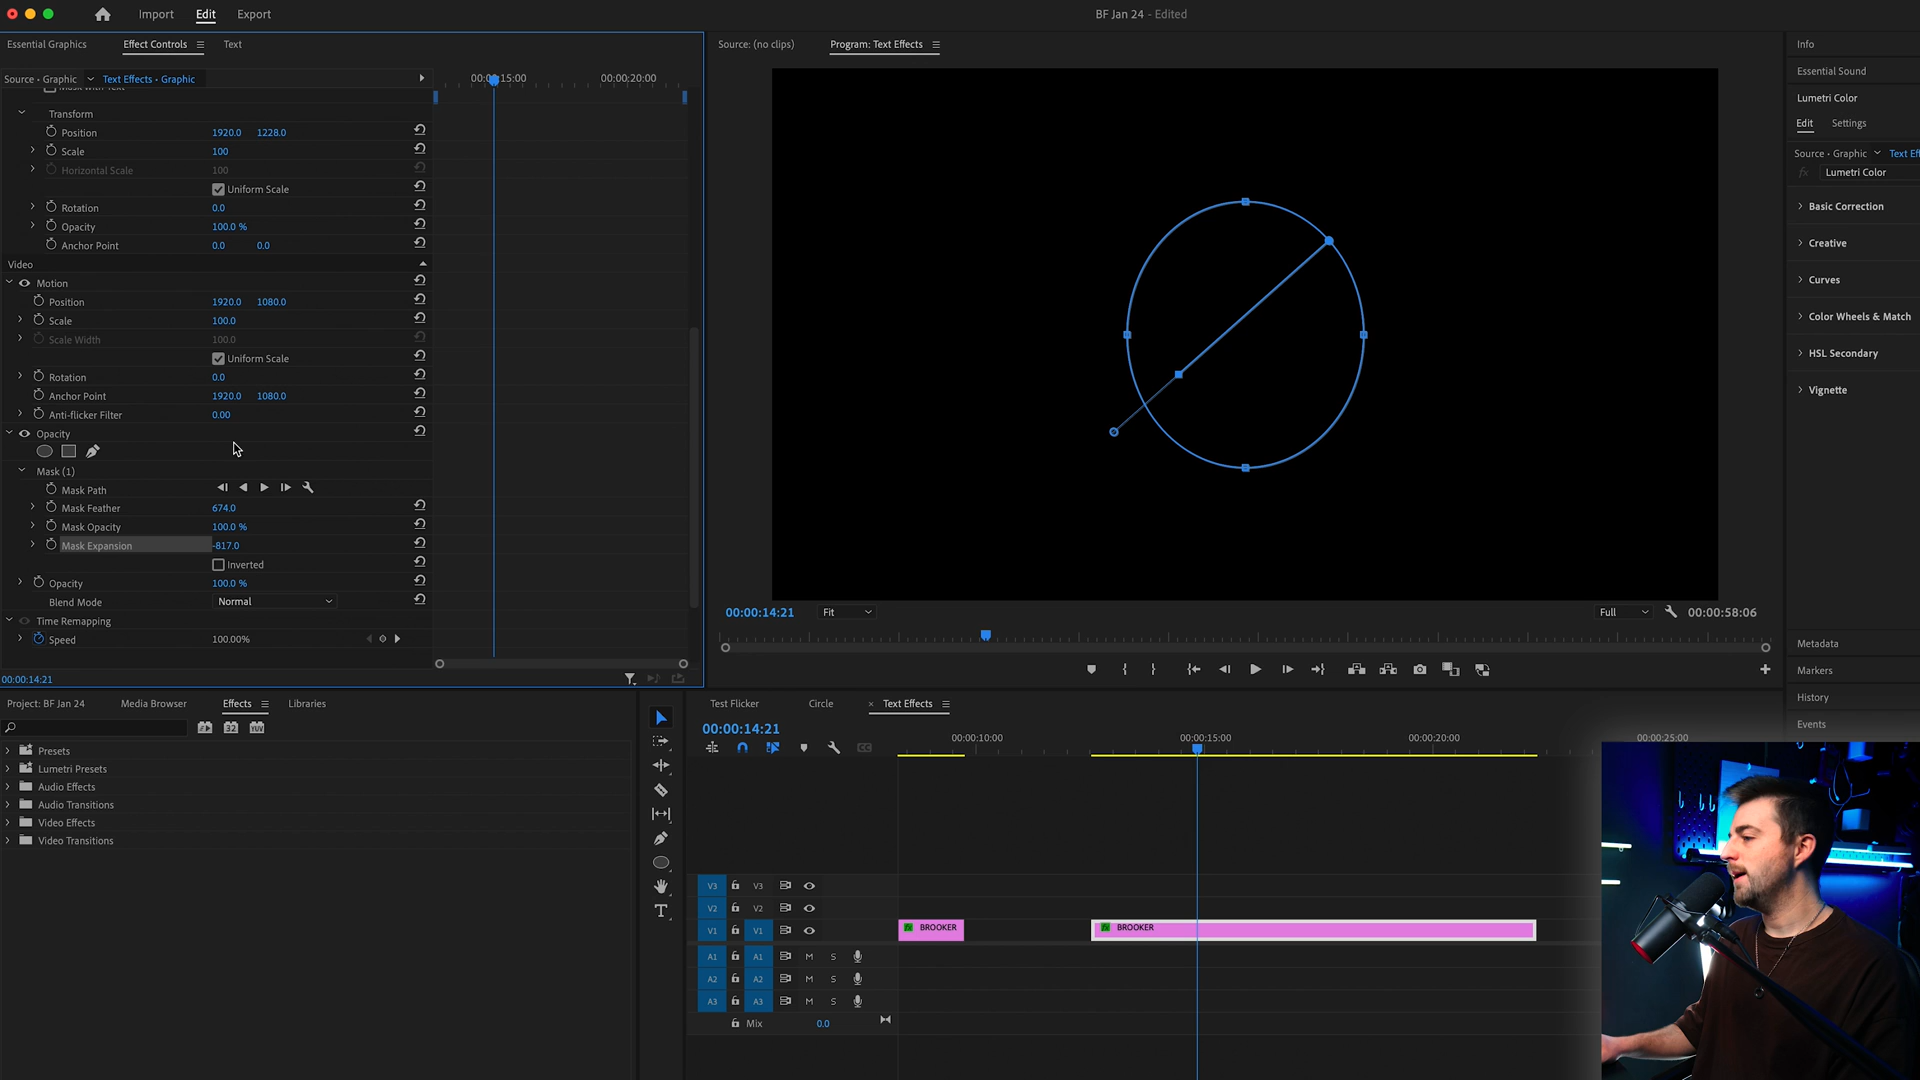 Import Edit Export BF Jan 24 - Edited
Essential Graphics Effect Controls Text
Source • Graphic Text Effects • Graphic 00:00:15:00 00:00:20:00
Mask with Text
Transform
Position 1920.0 1228.0
Scale 100
Horizontal Scale 100
Uniform Scale
Rotation 0.0
Opacity 100.0 %
Anchor Point 0.0 0.0
Video
Motion
Position 1920.0 1080.0
Scale 100.0
Scale Width 100.0
Uniform Scale
Rotation 0.0
Anchor Point 1920.0 1080.0
Anti-flicker Filter 0.00
Opacity
Mask (1)
Mask Path
Mask Feather 674.0
Mask Opacity 100.0 %
Mask Expansion -817.0
Inverted
Opacity 100.0 %
Blend Mode Normal
Time Remapping
Speed 100.00%
00:00:14:21
Source: (no clips) Program: Text Effects
00:00:14:21 Fit Full 00:00:58:06
Info
Essential Sound
Lumetri Color
Edit Settings
Source • Graphic Text Eff
fx Lumetri Color
Basic Correction
Creative
Curves
Color Wheels & Match
HSL Secondary
Vignette
Metadata
Markers
History
Events
Project: BF Jan 24 Media Browser Effects Libraries
32 YUV
Presets
Lumetri Presets
Audio Effects
Audio Transitions
Video Effects
Video Transitions
Test Flicker Circle × Text Effects
00:00:14:21
00:00:10:00 00:00:15:00 00:00:20:00 00:00:25:00
V3 V3
V2 V2
V1 V1 fx BROOKER fx BROOKER
A1 A1 M S
A2 A2 M S
A3 A3 M S
Mix 0.0